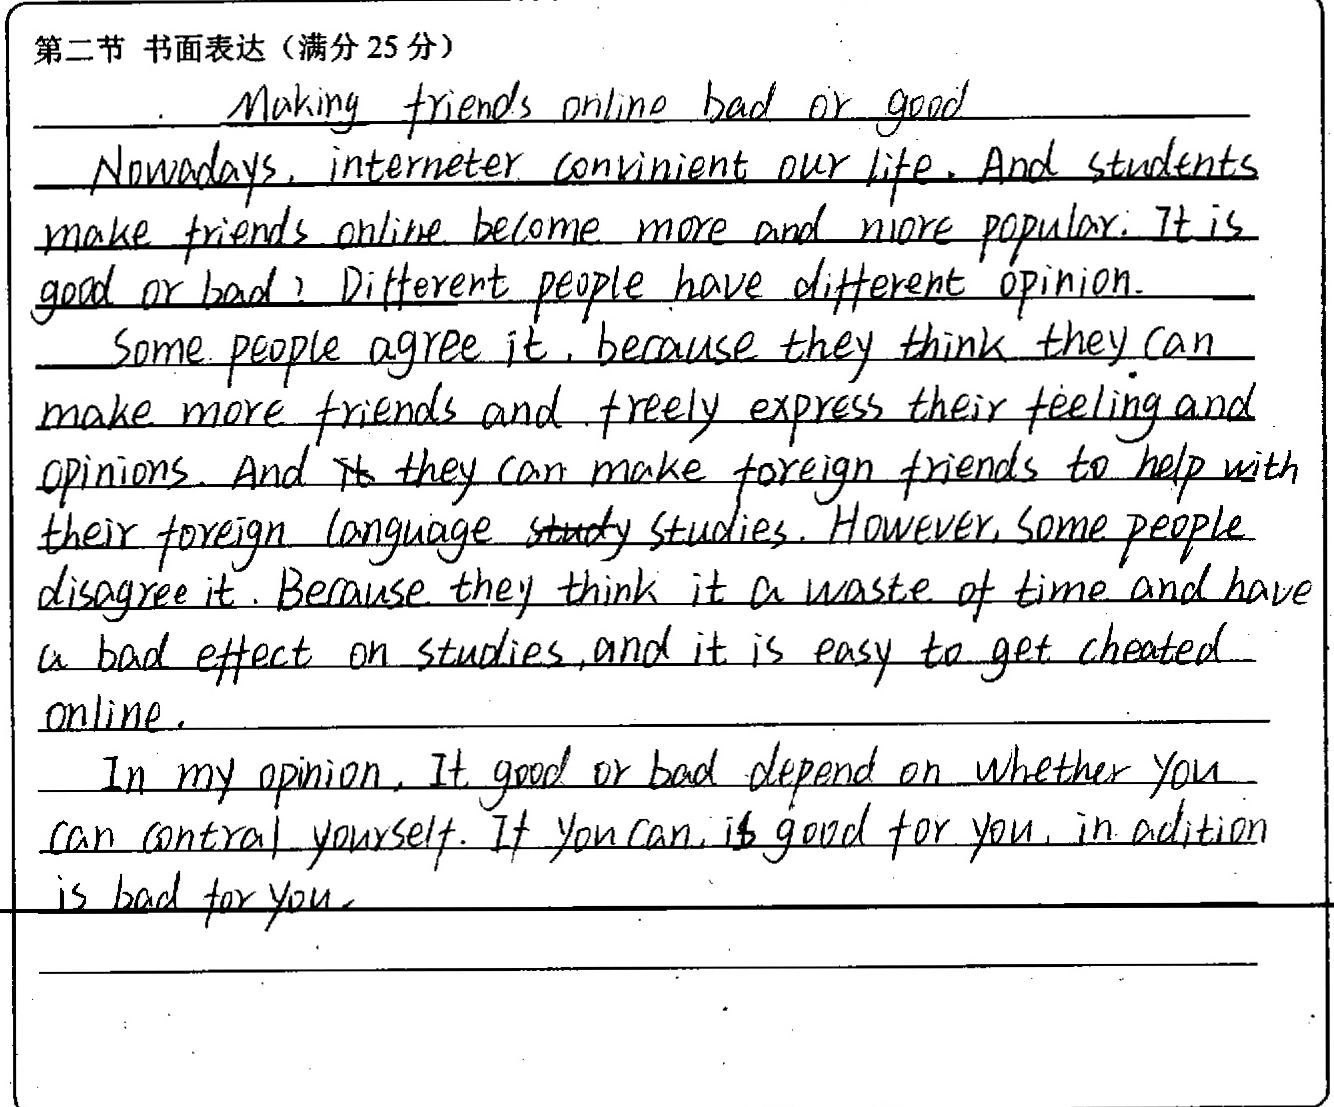 第二节 书面表达（满分 25 分）
Making friends online bad or good
Nowadays, interneter convinient our life. And students
make friends online become more and more popular. It is
good or bad? Different people have different opinion.
Some people agree it, because they think they can
make more friends and freely express their feeling and
opinions. And it they can make foreign friends to help with
their foreign language study studies. However, some people
disagree it. Because they think it a waste of time and have
a bad effect on studies, and it is easy to get cheated
online.
In my opinion, It good or bad depend on whether you
can contral yourself. If you can, is good for you, in adition
is bad for you.